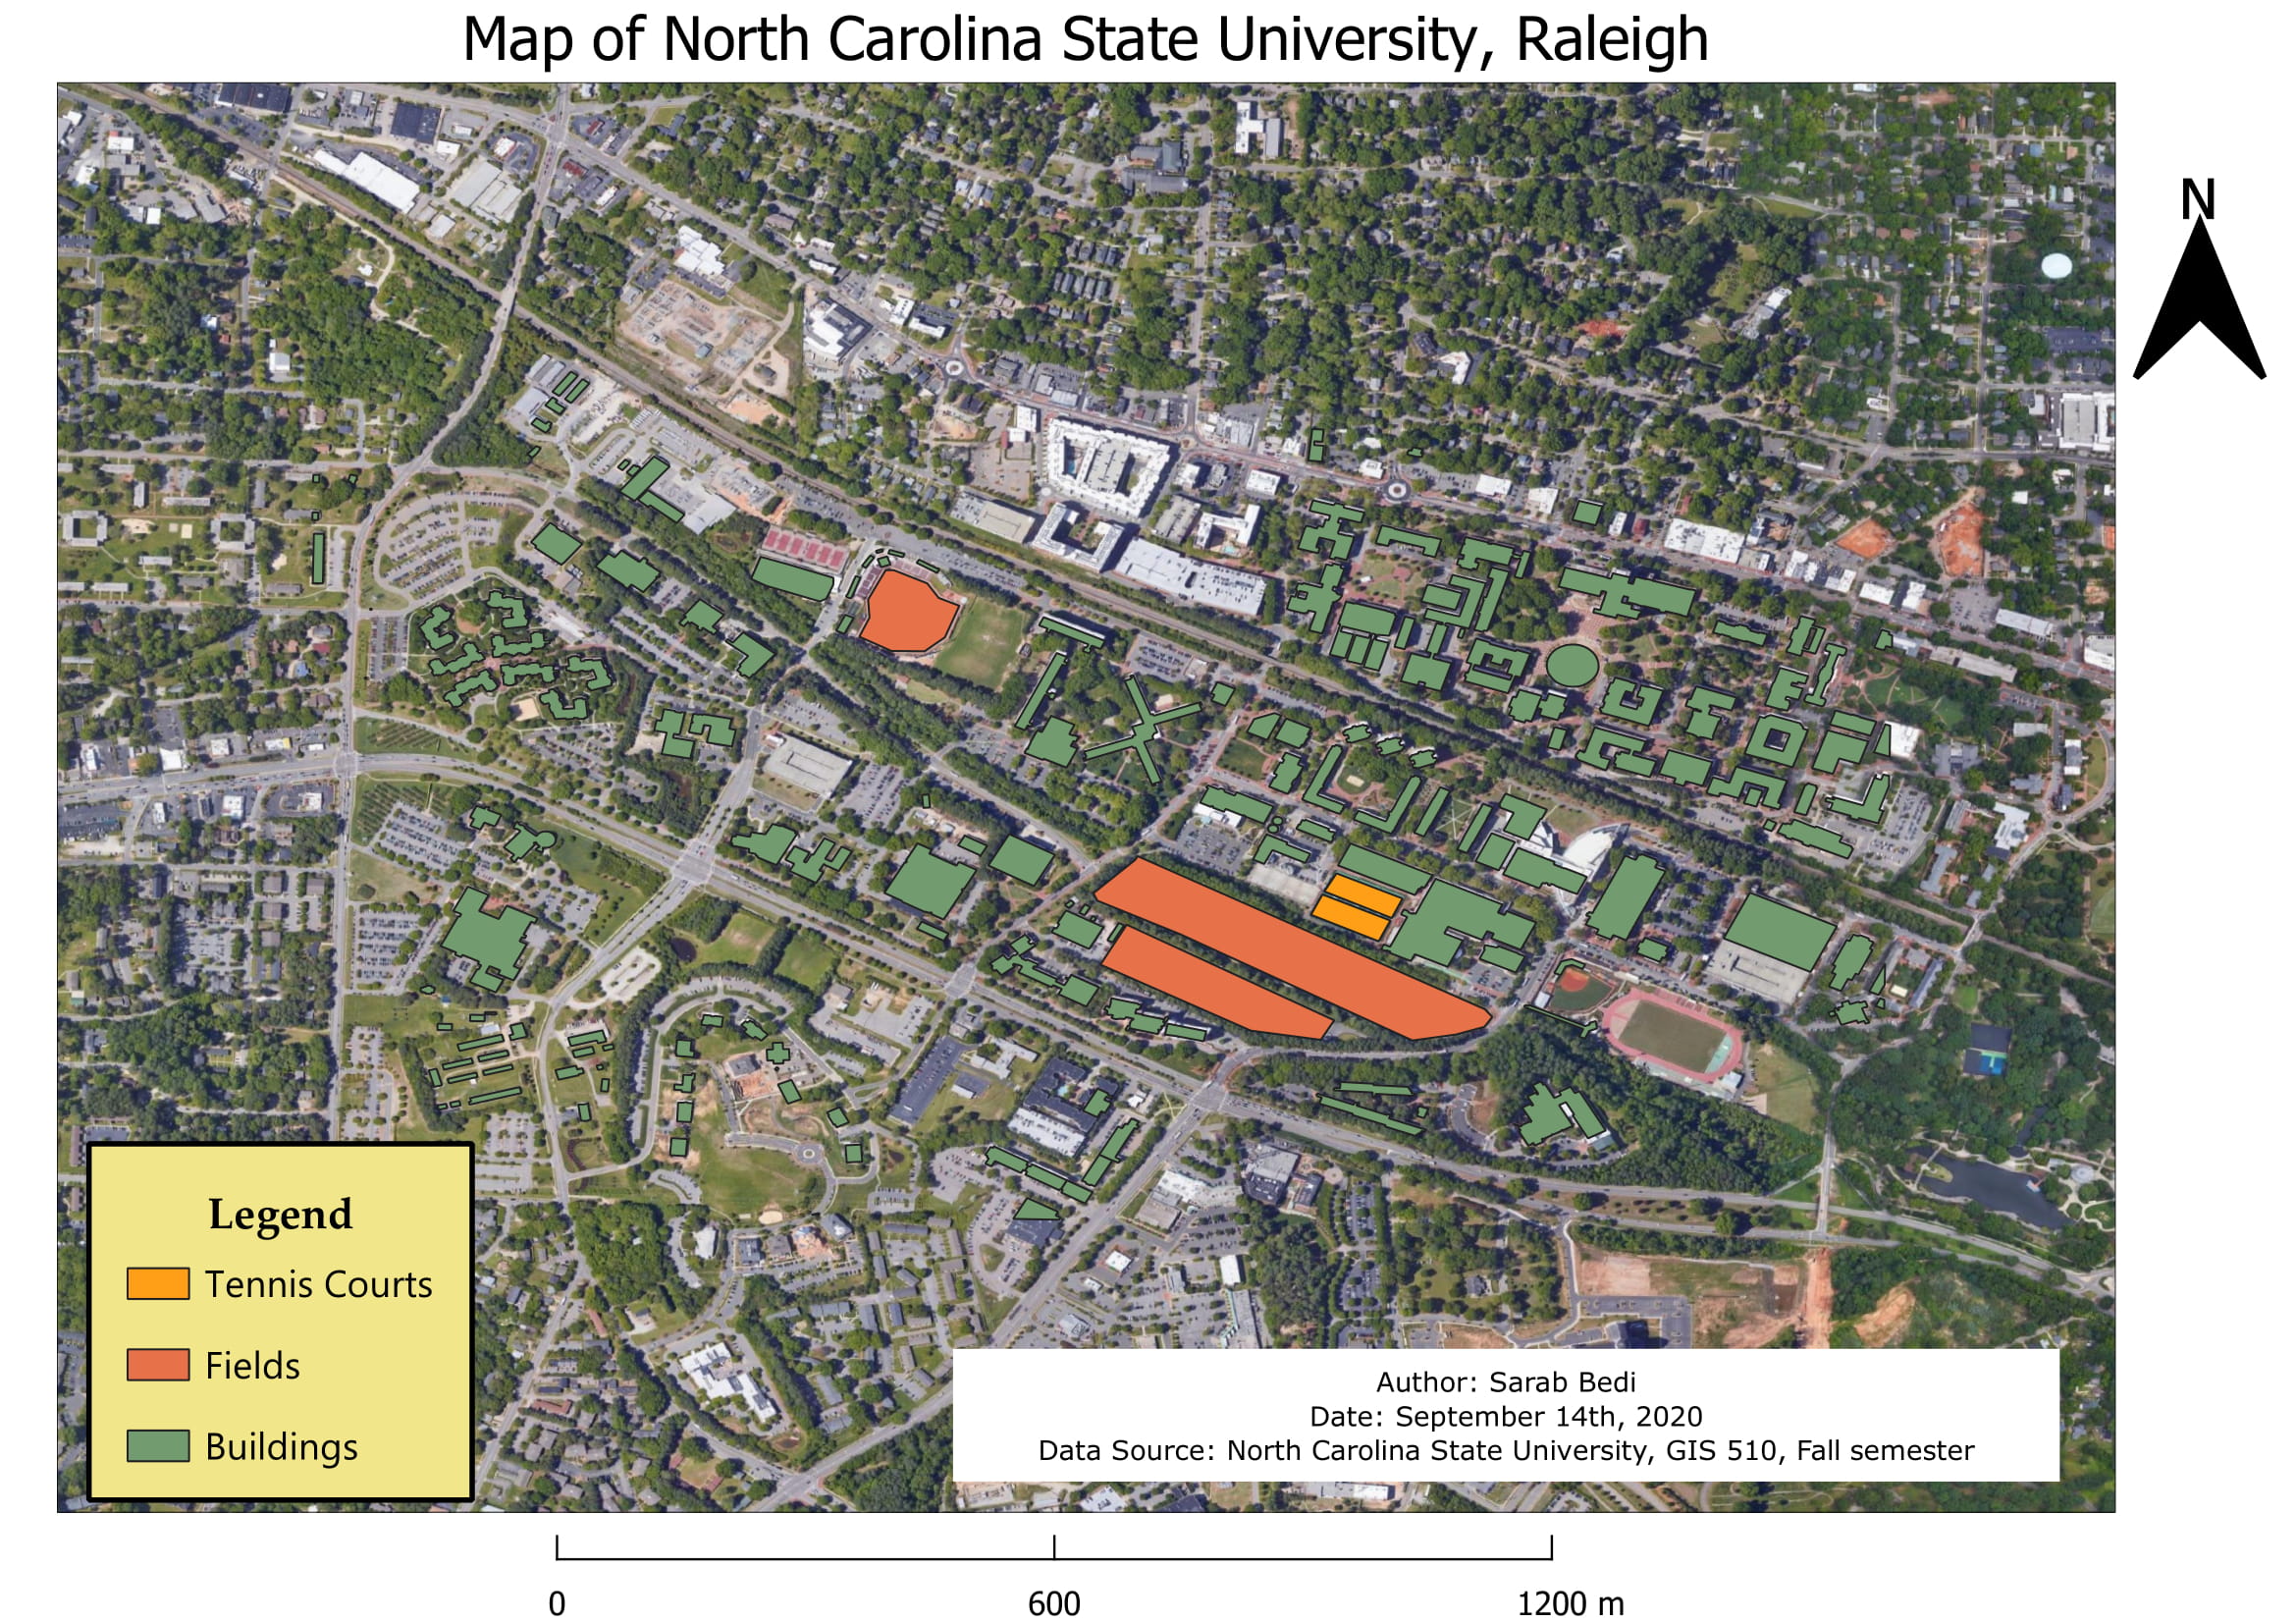 Map of North Carolina State University, Raleigh
N
Legend
Tennis Courts
Fields
Buildings
Author: Sarab Bedi
Date: September 14th, 2020
Data Source: North Carolina State University, GIS 510, Fall semester
0 600 1200 m